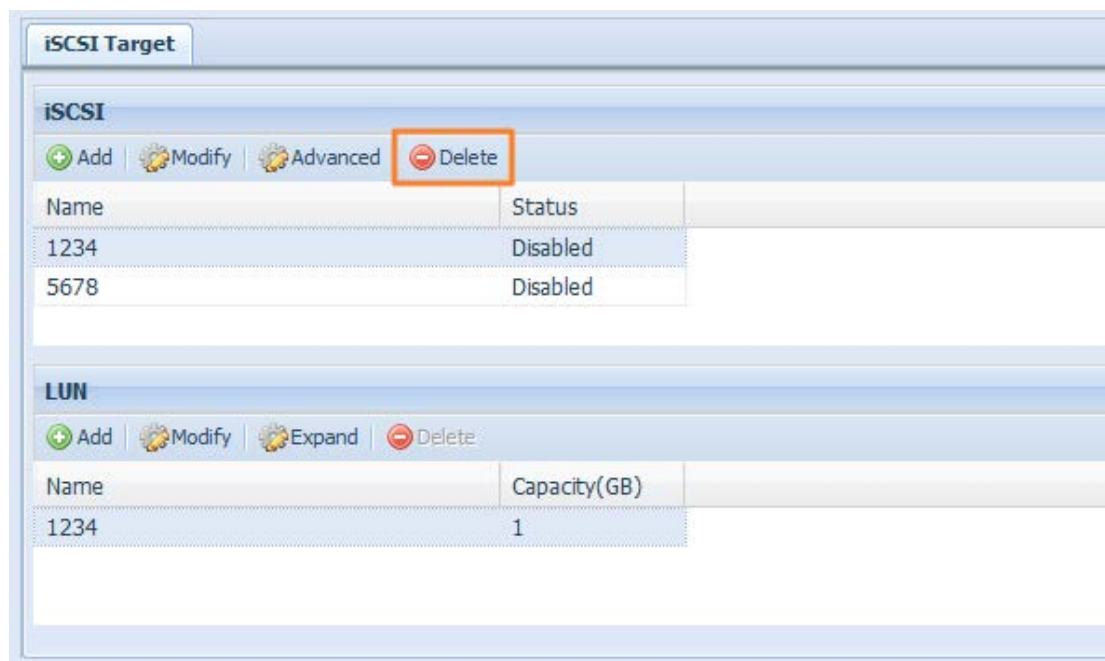 iSCSI Target
iSCSI
Add Modify Advanced Delete
Name Status
1234 Disabled
5678 Disabled
LUN
Add Modify Expand Delete
Name Capacity(GB)
1234 1